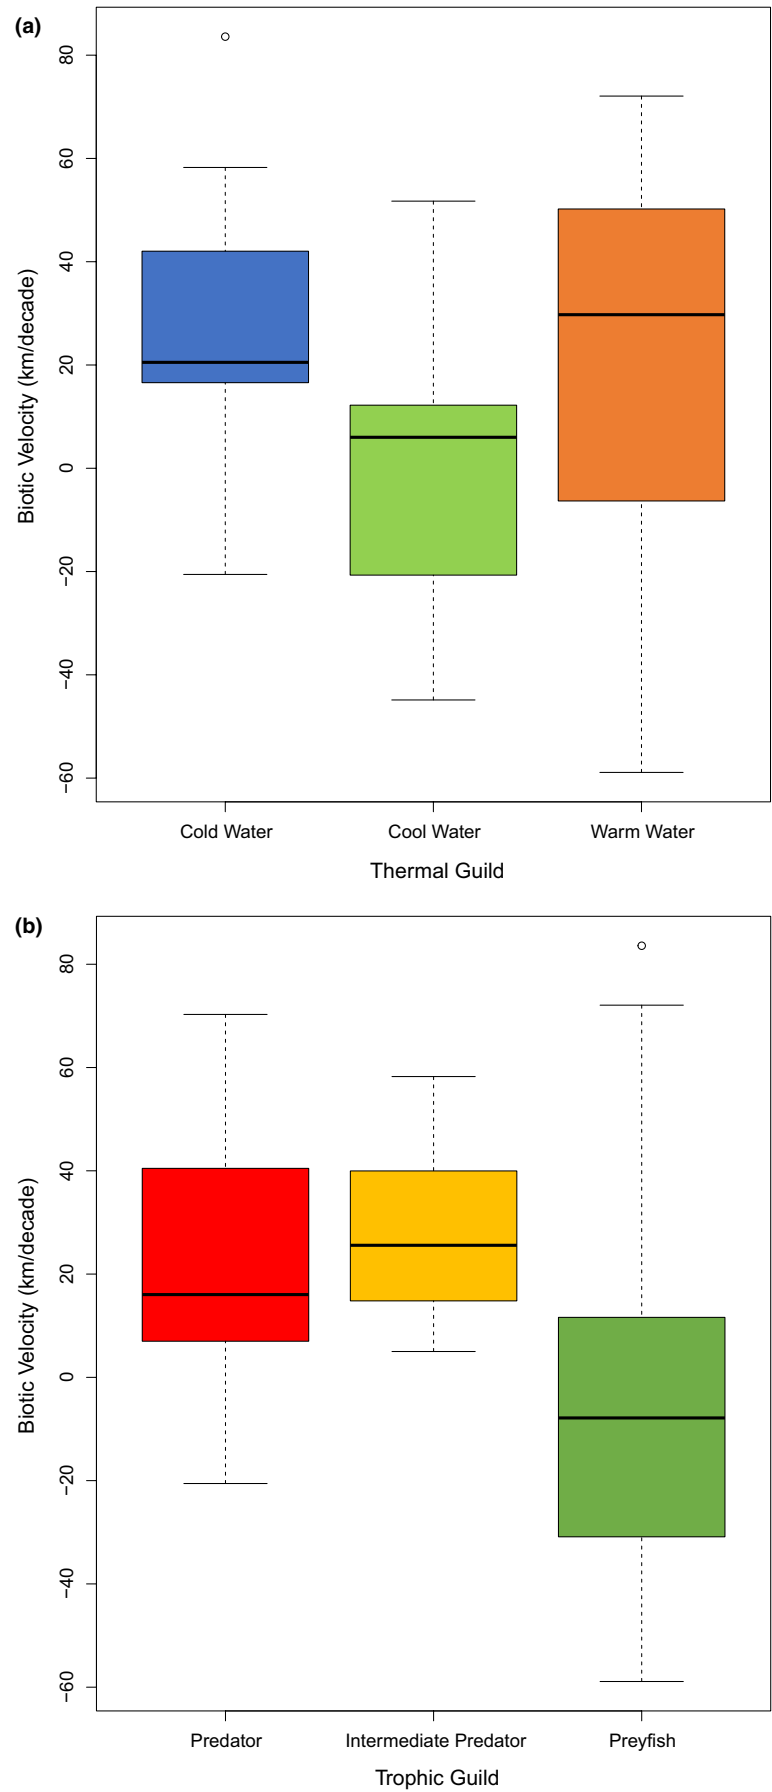 (a)
80
60
40
20
0
−20
−40
−60
Biotic Velocity (km/decade)
Cold Water Cool Water Warm Water
Thermal Guild
(b)
80
60
40
20
0
−20
−40
−60
Biotic Velocity (km/decade)
Predator Intermediate Predator Preyfish
Trophic Guild